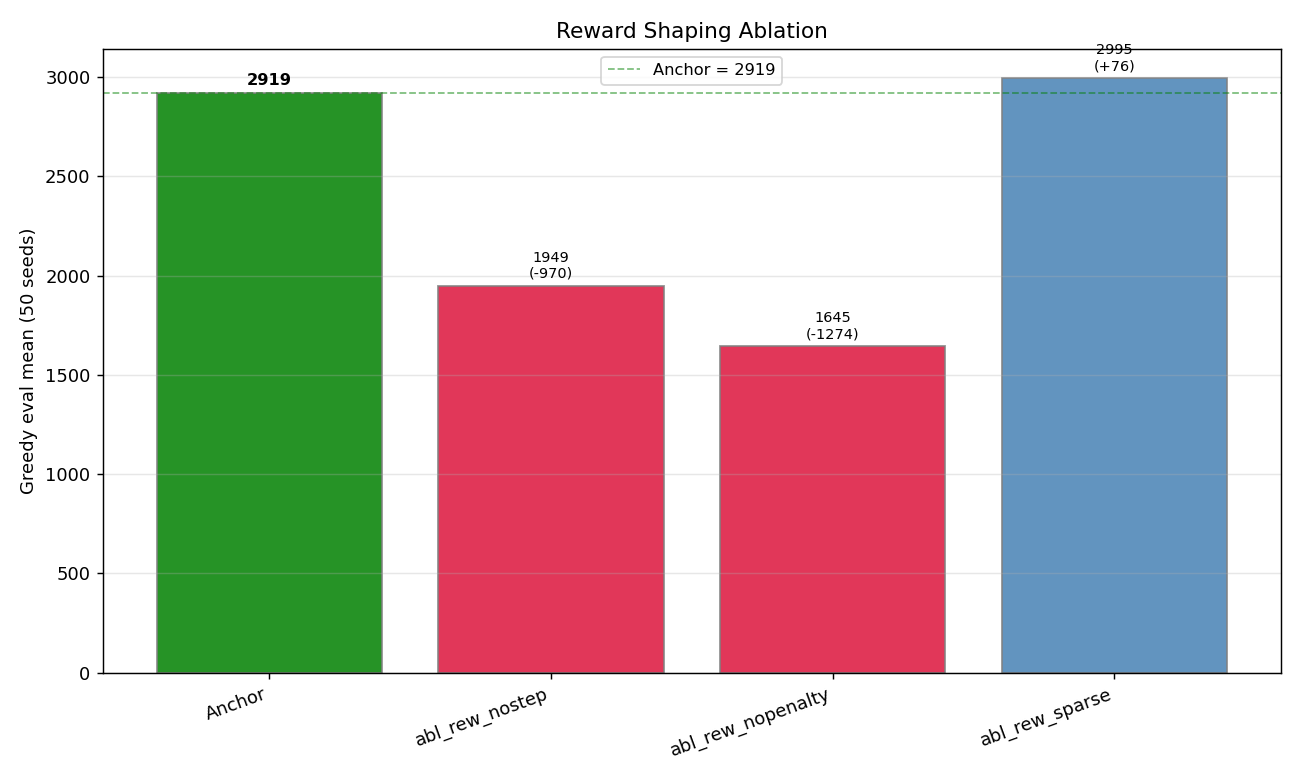 Reward Shaping Ablation
Greedy eval mean (50 seeds)
3000
2500
2000
1500
1000
500
0
Anchor = 2919
2919
1949
(-970)
1645
(-1274)
2995
(+76)
Anchor
abl_rew_nostep
abl_rew_nopenalty
abl_rew_sparse